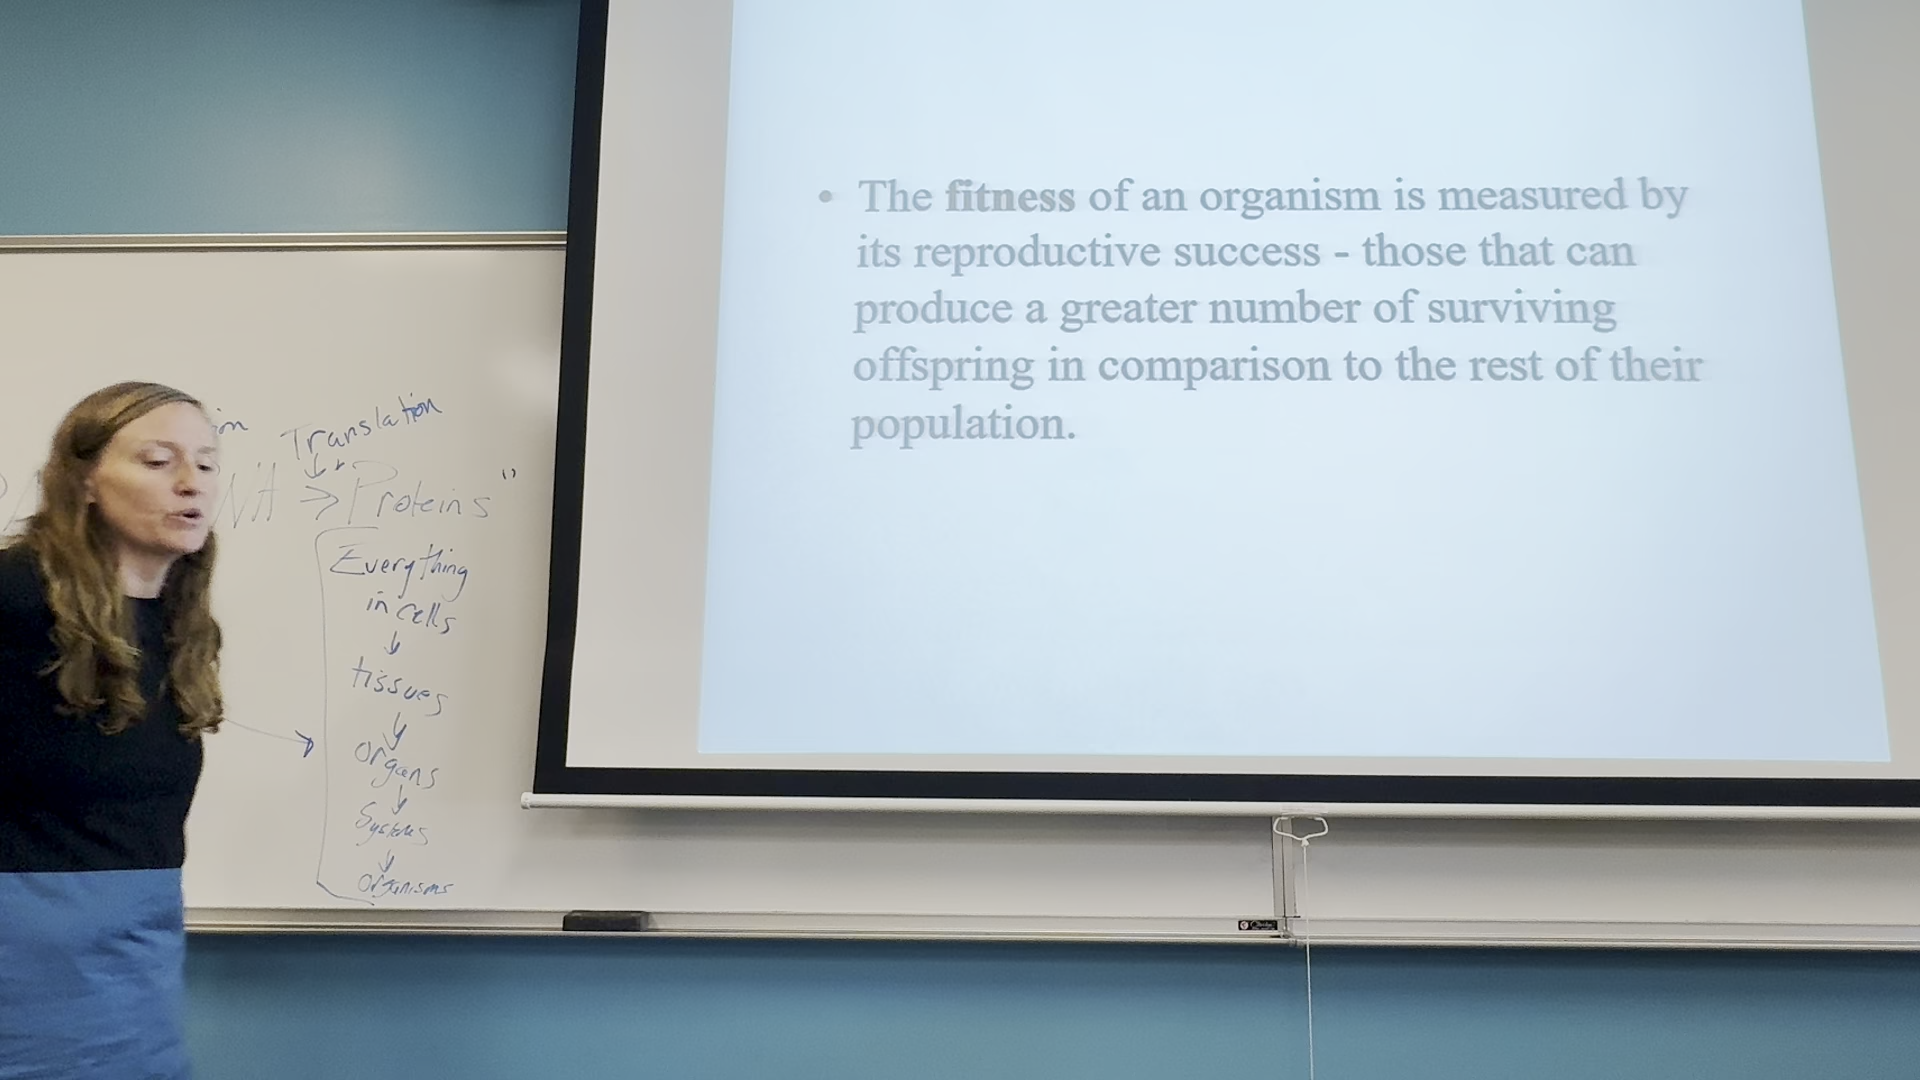 • The fitness of an organism is measured by
its reproductive success - those that can
produce a greater number of surviving
offspring in comparison to the rest of their
population.
Translation
NA > Proteins"
Everything
in cells
↓
tissues
↓
organs
↓
Systems
↓
organisms